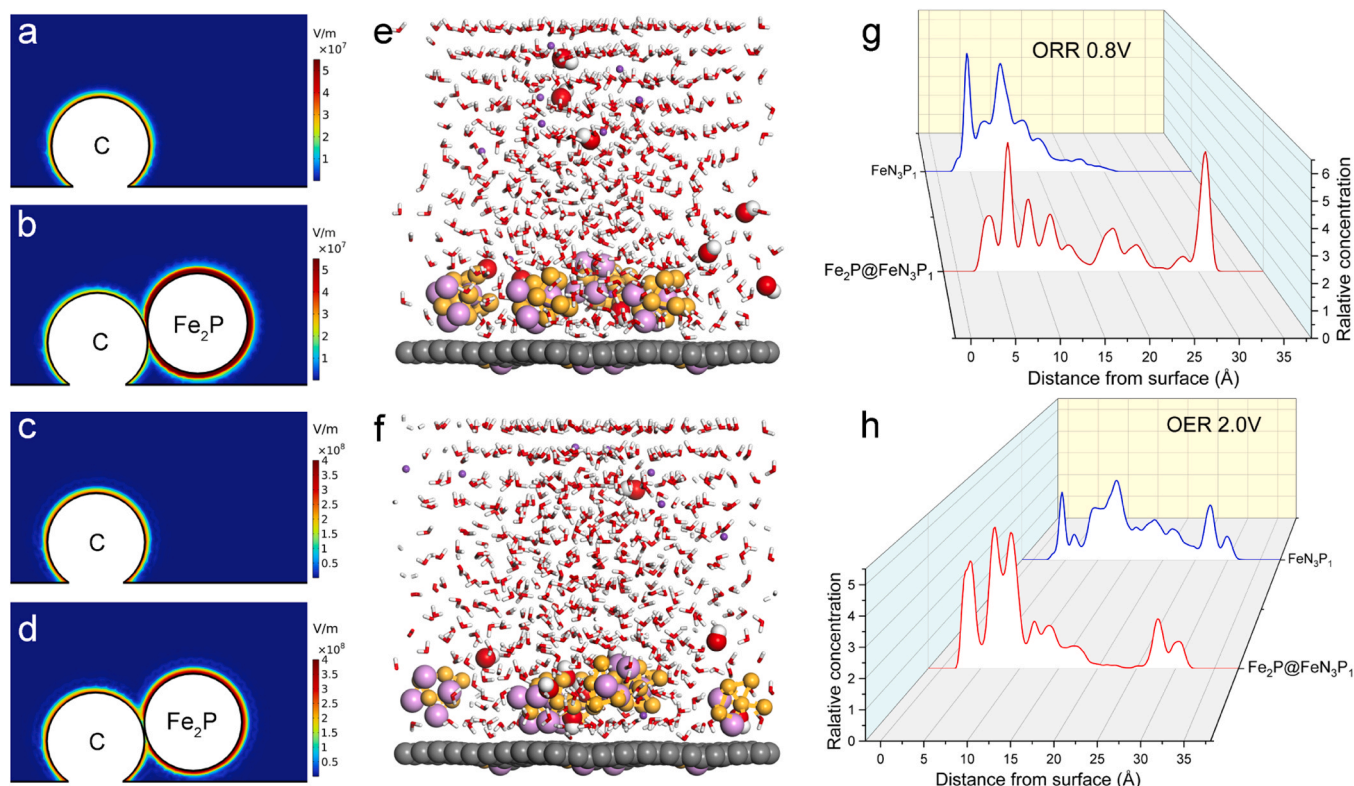 a
V/m
×10⁷
5
4
3
2
1
C
b
V/m
×10⁷
5
4
3
2
1
C
Fe₂P
c
V/m
×10⁸
4
3.5
3
2.5
2
1.5
1
0.5
C
d
V/m
×10⁸
4
3.5
3
2.5
2
1.5
1
0.5
C
Fe₂P
e
f
g
ORR 0.8V
FeN₃P₁
Fe₂P@FeN₃P₁
6
5
4
3
2
1
0
Ralative concentration
0 5 10 15 20 25 30 35
Distance from surface (Å)
h
OER 2.0V
5
4
3
2
1
0
Ralative concentration
FeN₃P₁
Fe₂P@FeN₃P₁
0 5 10 15 20 25 30 35
Distance from surface (Å)